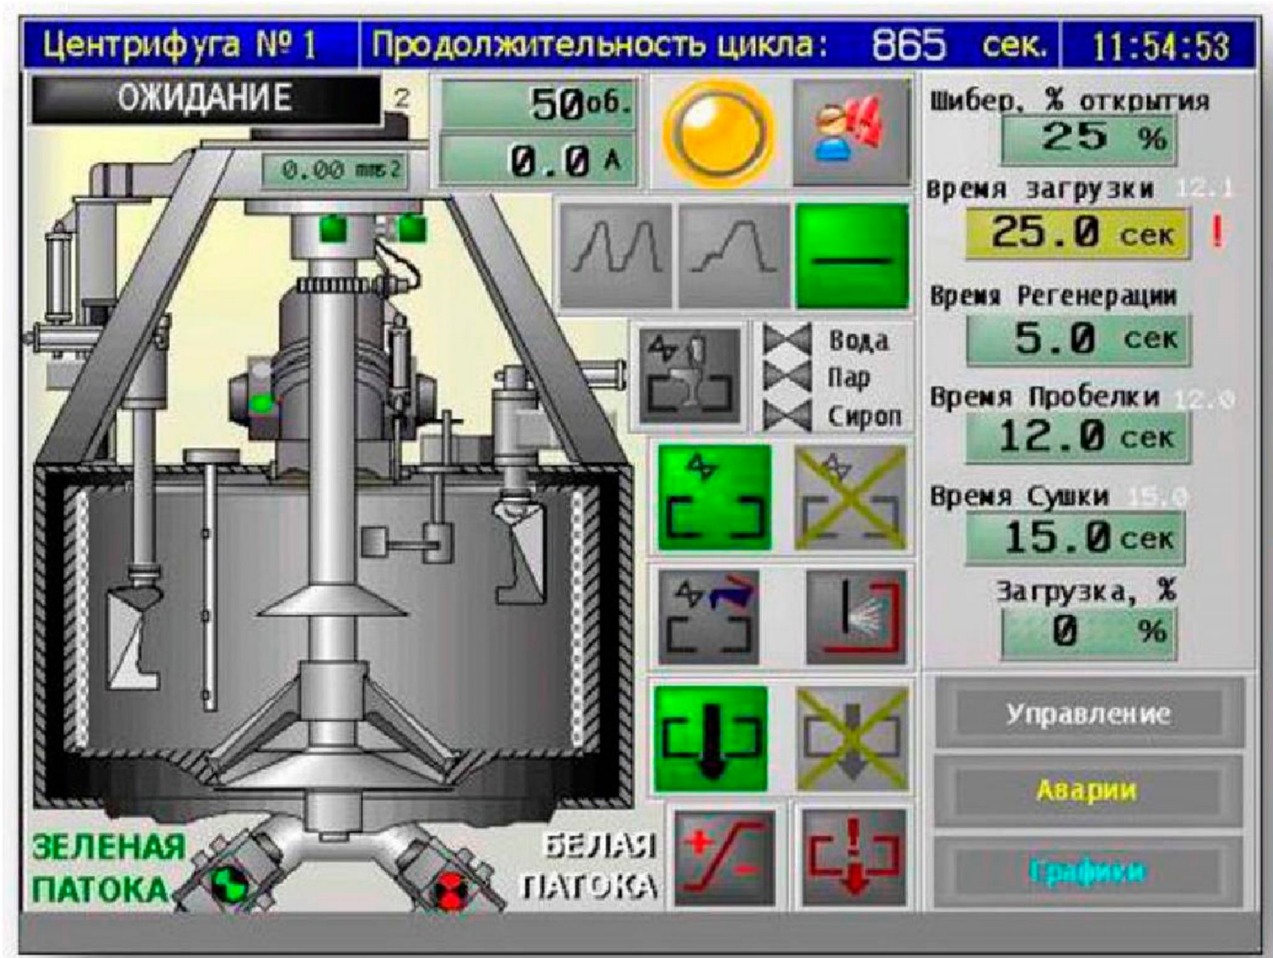 Центрифуга № 1
Продолжительность цикла: 865 сек.
11:54:53
ОЖИДАНИЕ
2
50 об.
0.0 А
0.00 mms2
Шибер, % открытия
25 %
Время загрузки 12.1
25.0 сек !
Время Регенерации
5.0 сек
Вода
Пар
Сироп
Время Пробелки 12.0
12.0 сек
Время Сушки 15.0
15.0 сек
Загрузка, %
0 %
Управление
Аварии
Графики
ЗЕЛЕНАЯ
ПАТОКА
БЕЛАЯ
ПАТОКА